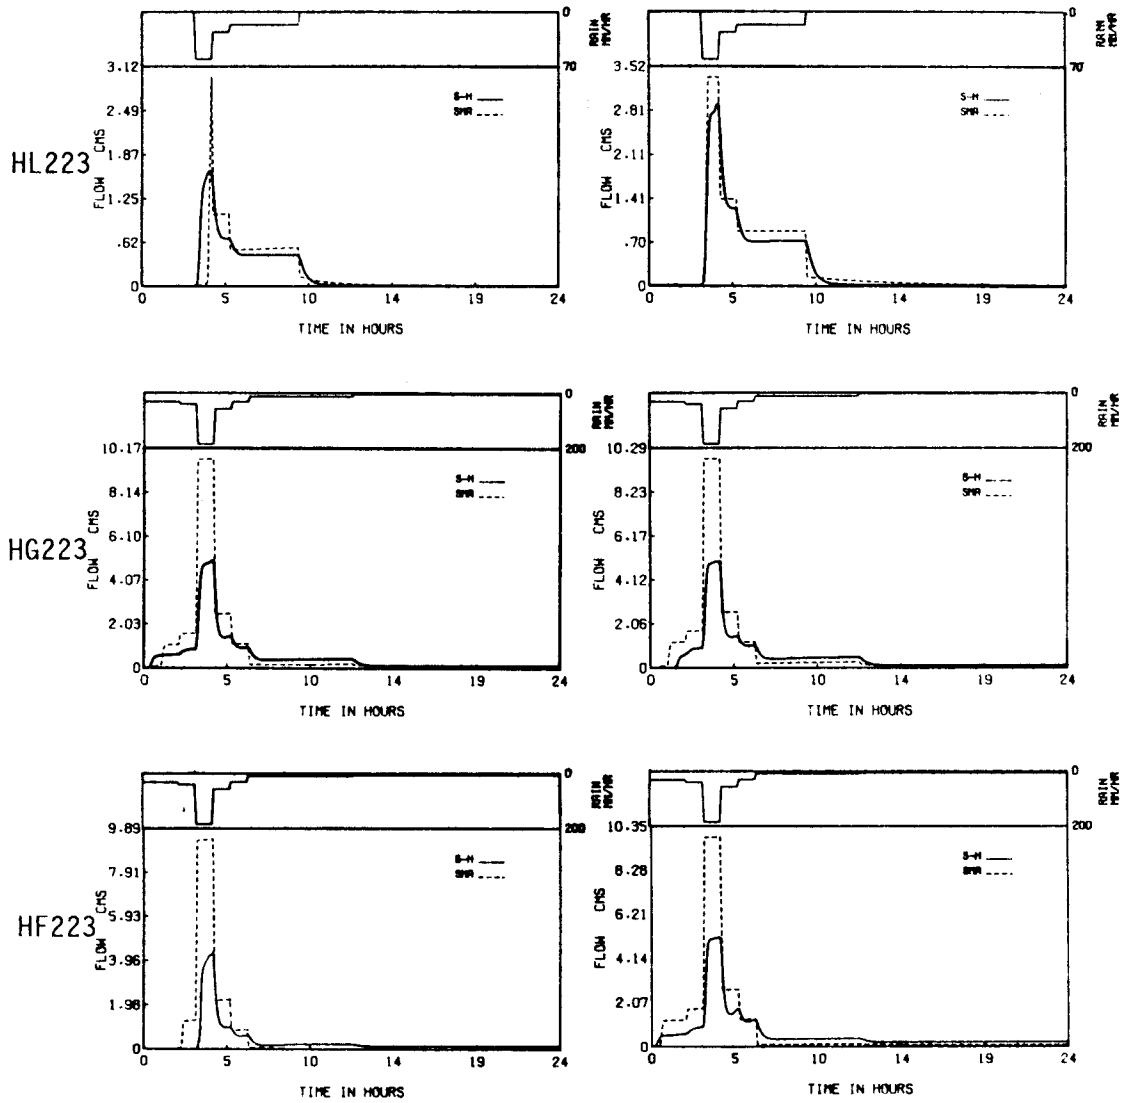 0
RAIN
MM/HR
70
3.12
2.49
1.87
1.25
.62
0
FLOW CMS
S-H
SMA
0 5 10 14 19 24
TIME IN HOURS
HL223
0
RAIN
MM/HR
70
3.52
2.81
2.11
1.41
.70
0
FLOW CMS
S-H
SMA
0 5 10 14 19 24
TIME IN HOURS
0
RAIN
MM/HR
200
10.17
8.14
6.10
4.07
2.03
0
FLOW CMS
S-H
SMA
0 5 10 14 19 24
TIME IN HOURS
HG223
0
RAIN
MM/HR
200
10.29
8.23
6.17
4.12
2.06
0
FLOW CMS
S-H
SMA
0 5 10 14 19 24
TIME IN HOURS
0
RAIN
MM/HR
200
9.89
7.91
5.93
3.96
1.98
0
FLOW CMS
S-H
SMA
0 5 10 14 19 24
TIME IN HOURS
HF223
0
RAIN
MM/HR
200
10.35
8.28
6.21
4.14
2.07
0
FLOW CMS
S-H
SMA
0 5 10 14 19 24
TIME IN HOURS